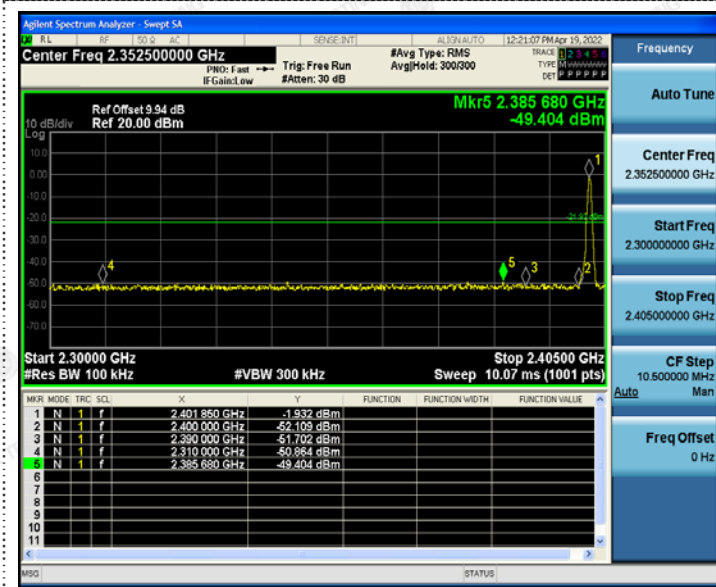 Agilent Spectrum Analyzer - Swept SA
RL RF 50 Ω AC SENSE:INT ALIGNAUTO 12:21:07 PM Apr 19, 2022
Center Freq 2.352500000 GHz #Avg Type: RMS TRACE 1 2 3 4 5 6
PNO: Fast Trig: Free Run Avg|Hold: 300/300 TYPE M
IFGain:Low #Atten: 30 dB DET P P P P P P
Frequency
Auto Tune
Center Freq
2.352500000 GHz
Start Freq
2.300000000 GHz
Stop Freq
2.405000000 GHz
CF Step
10.500000 MHz
Auto Man
Freq Offset
0 Hz
Mkr5 2.385 680 GHz
-49.404 dBm
Ref Offset 9.94 dB
10 dB/div Ref 20.00 dBm
Log
10.0
0.00
-10.0
-20.0
-30.0
-40.0
-50.0
-60.0
-70.0
1
4
5
3
2
Start 2.30000 GHz Stop 2.40500 GHz
#Res BW 100 kHz #VBW 300 kHz Sweep 10.07 ms (1001 pts)
MKR MODE TRC SCL X Y FUNCTION FUNCTION WIDTH FUNCTION VALUE
1 N 1 f 2.401 850 GHz -1.932 dBm
2 N 1 f 2.400 000 GHz -52.109 dBm
3 N 1 f 2.390 000 GHz -51.702 dBm
4 N 1 f 2.310 000 GHz -50.864 dBm
5 N 1 f 2.385 680 GHz -49.404 dBm
6
7
8
9
10
11
MSG STATUS